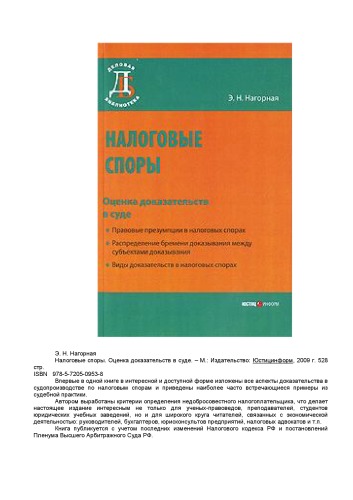 ДЕЛОВАЯ
ДБ
БИБЛИОТЕКА
Э. Н. Нагорная
НАЛОГОВЫЕ
СПОРЫ
Оценка доказательств
в суде
• Правовые презумпции в налоговых спорах
• Распределение бремени доказывания между
субъектами доказывания
• Виды доказательств в налоговых спорах
ЮСТИЦИНФОРМ
Э. Н. Нагорная
Налоговые споры. Оценка доказательств в суде. – М.: Издательство: Юстицинформ, 2009 г. 528
стр.
ISBN 978-5-7205-0953-8
Впервые в одной книге в интересной и доступной форме изложены все аспекты доказательства в
судопроизводстве по налоговым спорам и приведены наиболее часто встречающиеся примеры из
судебной практики.
Автором выработаны критерии определения недобросовестного налогоплательщика, что делает
настоящее издание интересным не только для ученых-правоведов, преподавателей, студентов
юридических учебных заведений, но и для широкого круга читателей, связанных с экономической
деятельностью: руководителей, бухгалтеров, юрисконсультов предприятий, налоговых адвокатов и т.п.
Книга публикуется с учетом последних изменений Налогового кодекса РФ и постановлений
Пленума Высшего Арбитражного Суда РФ.